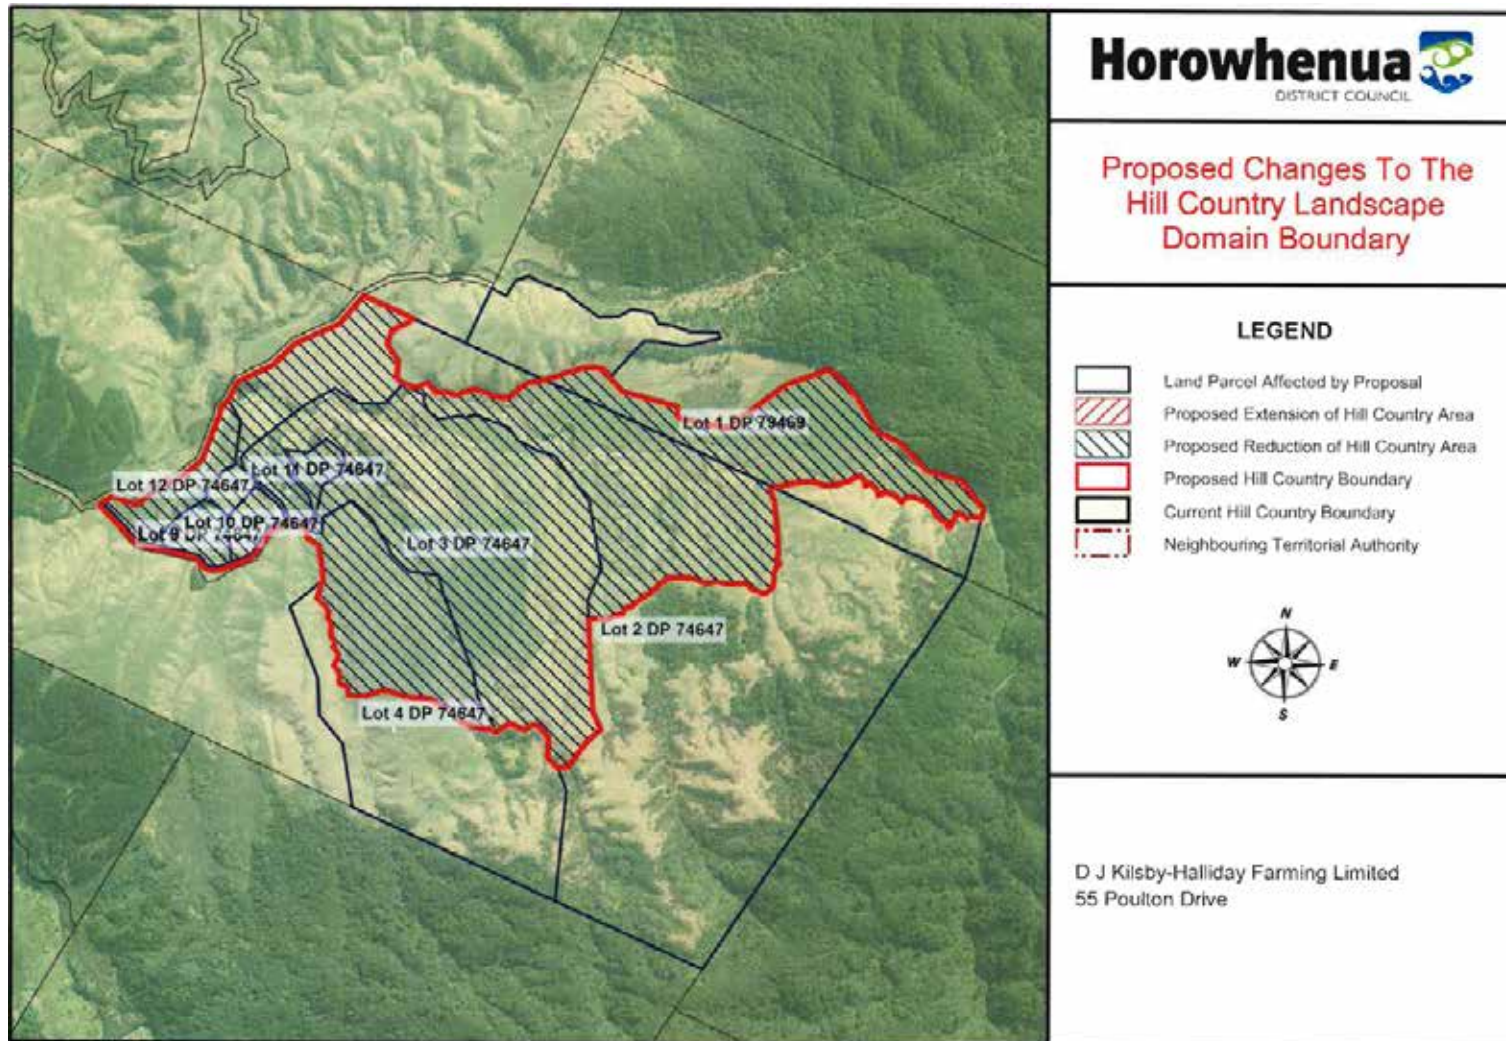 Horowhenua
DISTRICT COUNCIL
Proposed Changes To The
Hill Country Landscape
Domain Boundary
LEGEND
Land Parcel Affected by Proposal
Proposed Extension of Hill Country Area
Proposed Reduction of Hill Country Area
Proposed Hill Country Boundary
Current Hill Country Boundary
Neighbouring Territorial Authority
N
W E
S
D J Kilsby-Halliday Farming Limited
55 Poulton Drive
Lot 1 DP 79469
Lot 11 DP 74647
Lot 12 DP 74647
Lot 10 DP 74647
Lot 9 DP 74647
Lot 3 DP 74647
Lot 2 DP 74647
Lot 4 DP 74647